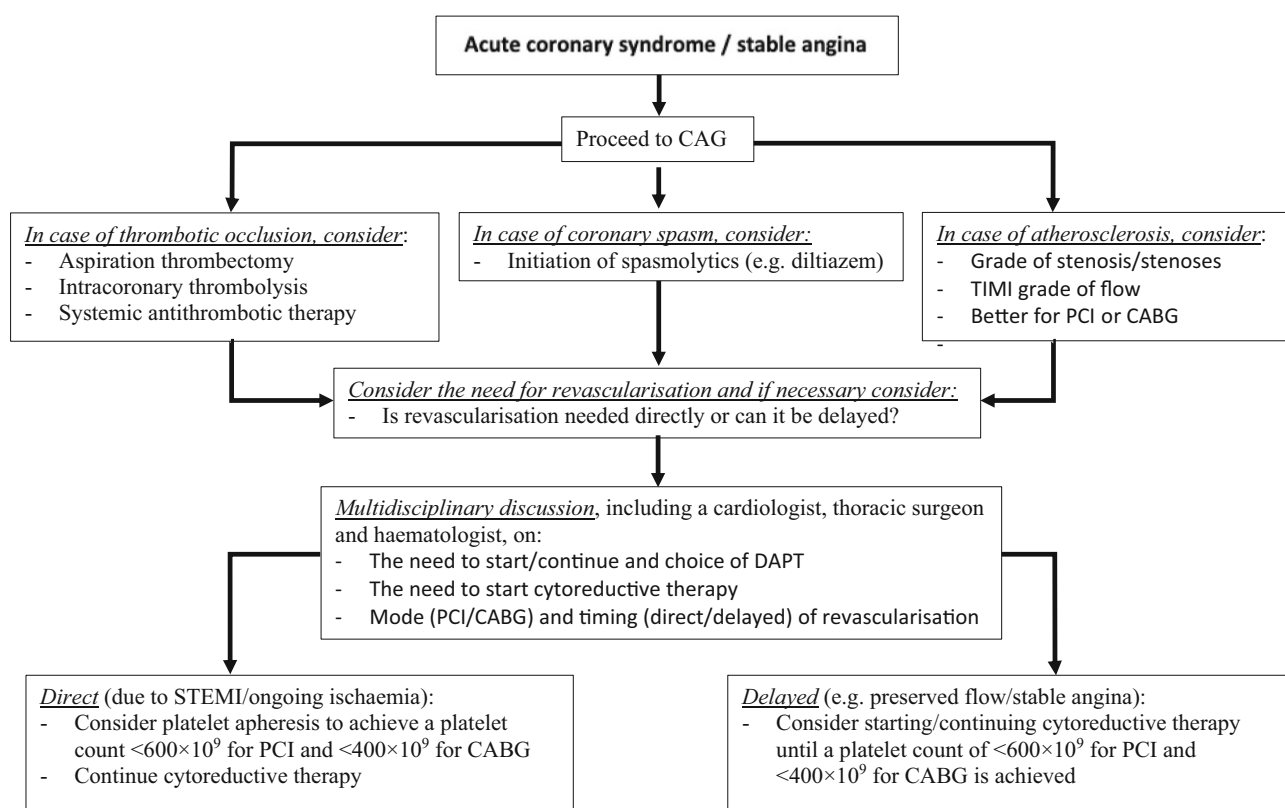 Acute coronary syndrome / stable angina
Proceed to CAG
In case of thrombotic occlusion, consider:
- Aspiration thrombectomy
- Intracoronary thrombolysis
- Systemic antithrombotic therapy
In case of coronary spasm, consider:
- Initiation of spasmolytics (e.g. diltiazem)
In case of atherosclerosis, consider:
- Grade of stenosis/stenoses
- TIMI grade of flow
- Better for PCI or CABG
-
Consider the need for revascularisation and if necessary consider:
- Is revascularisation needed directly or can it be delayed?
Multidisciplinary discussion, including a cardiologist, thoracic surgeon
and haematologist, on:
- The need to start/continue and choice of DAPT
- The need to start cytoreductive therapy
- Mode (PCI/CABG) and timing (direct/delayed) of revascularisation
Direct (due to STEMI/ongoing ischaemia):
- Consider platelet apheresis to achieve a platelet
count <600×10⁹ for PCI and <400×10⁹ for CABG
- Continue cytoreductive therapy
Delayed (e.g. preserved flow/stable angina):
- Consider starting/continuing cytoreductive therapy
until a platelet count of <600×10⁹ for PCI and
<400×10⁹ for CABG is achieved